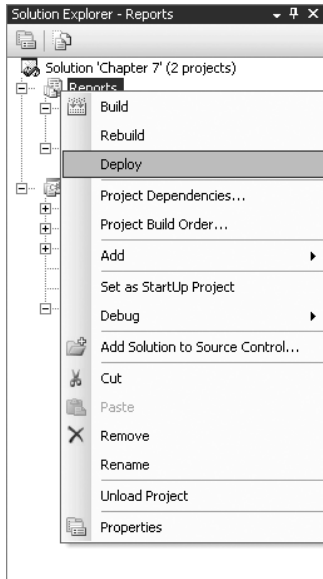 Solution Explorer - Reports
Solution 'Chapter 7' (2 projects)
Reports
Build
Rebuild
Deploy
Project Dependencies...
Project Build Order...
Add
Set as StartUp Project
Debug
Add Solution to Source Control...
Cut
Paste
Remove
Rename
Unload Project
Properties